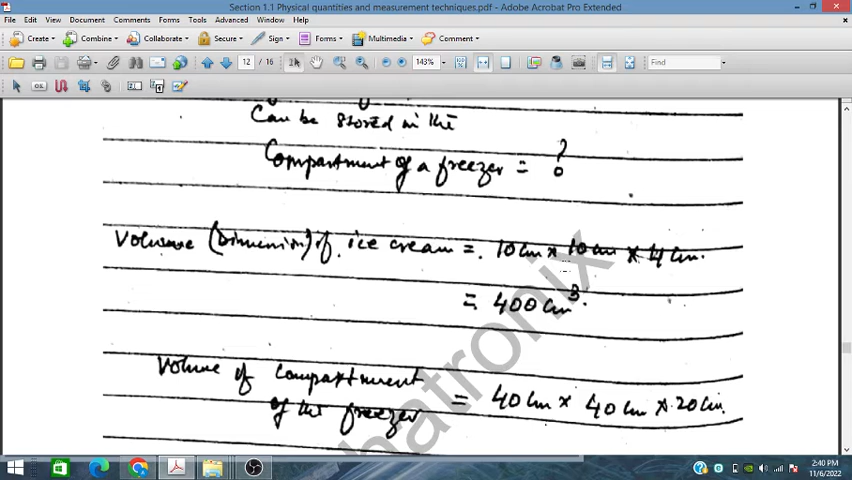 Section 1.1 Physical quantities and measurement techniques.pdf - Adobe Acrobat Pro Extended
File Edit View Document Comments Forms Tools Advanced Window Help
Create Combine Collaborate Secure Sign Forms Multimedia Comment
12 / 16 143% Find
Can be stored in the
Compartment of a freezer = ?
Volume (Dimension) of ice cream = 10cm x 10cm x 4cm.
= 400cm³.
Volume of Compartment
of the freezer = 40cm x 40cm x 20cm.
batronix
2:40 PM
11/6/2022